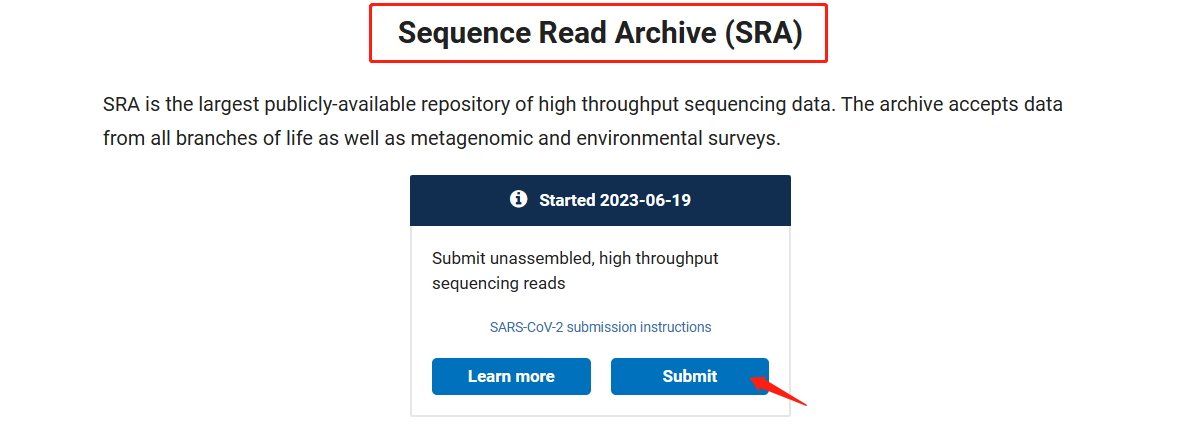 Sequence Read Archive (SRA)
SRA is the largest publicly-available repository of high throughput sequencing data. The archive accepts data
from all branches of life as well as metagenomic and environmental surveys.
Started 2023-06-19
Submit unassembled, high throughput
sequencing reads
SARS-CoV-2 submission instructions
Learn more
Submit